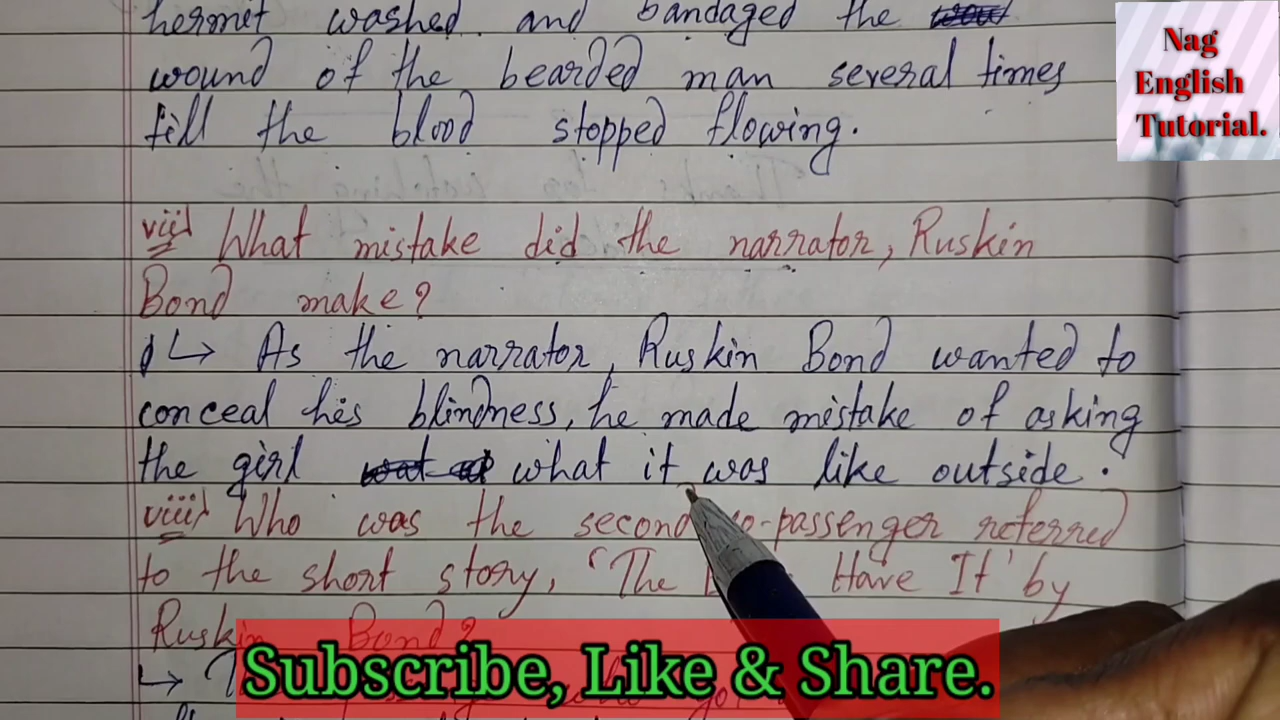 hermit washed and bandaged the
wound of the bearded man several times
till the blood stopped flowing.
vii) What mistake did the narrator, Ruskin
Bond make?
↳ As the narrator, Ruskin Bond wanted to
conceal his blindness, he made mistake of asking
the girl what it was like outside.
viii) Who was the second co-passenger referred
to the short story, 'The Have It' by
Ruskin Bond?
↳
Nag
English
Tutorial.
Subscribe, Like & Share.